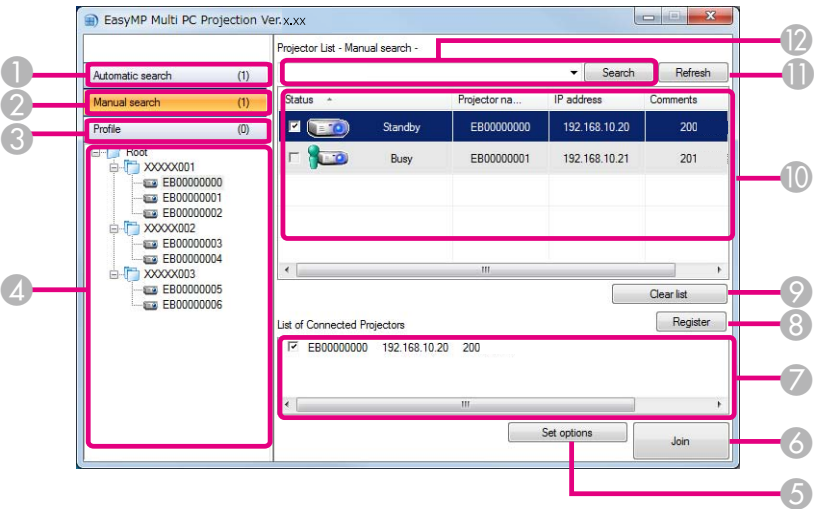 EasyMP Multi PC Projection Ver.x.xx
Projector List - Manual search -
12
1
Automatic search (1)
Search
Refresh
11
2
Manual search (1)
Status
Projector na...
IP address
Comments
3
Profile (0)
Standby EB00000000 192.168.10.20 200
Busy EB00000001 192.168.10.21 201
10
Root
XXXXX001
EB00000000
EB00000001
EB00000002
XXXXX002
EB00000003
EB00000004
XXXXX003
EB00000005
EB00000006
4
Clear list
9
List of Connected Projectors
Register
8
EB00000000 192.168.10.20 200
7
Set options
Join
6
5